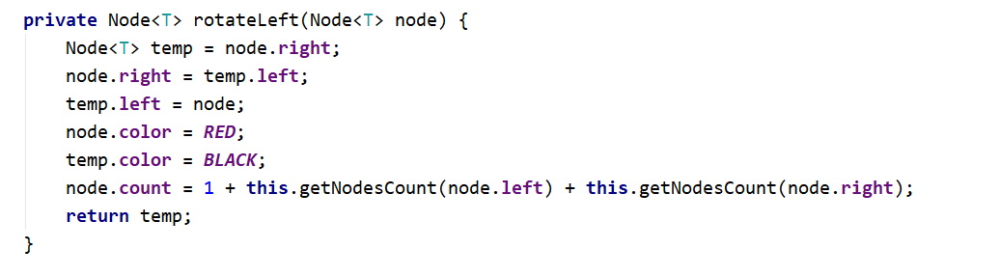 private Node<T> rotateLeft(Node<T> node) {
    Node<T> temp = node.right;
    node.right = temp.left;
    temp.left = node;
    node.color = RED;
    temp.color = BLACK;
    node.count = 1 + this.getNodesCount(node.left) + this.getNodesCount(node.right);
    return temp;
}